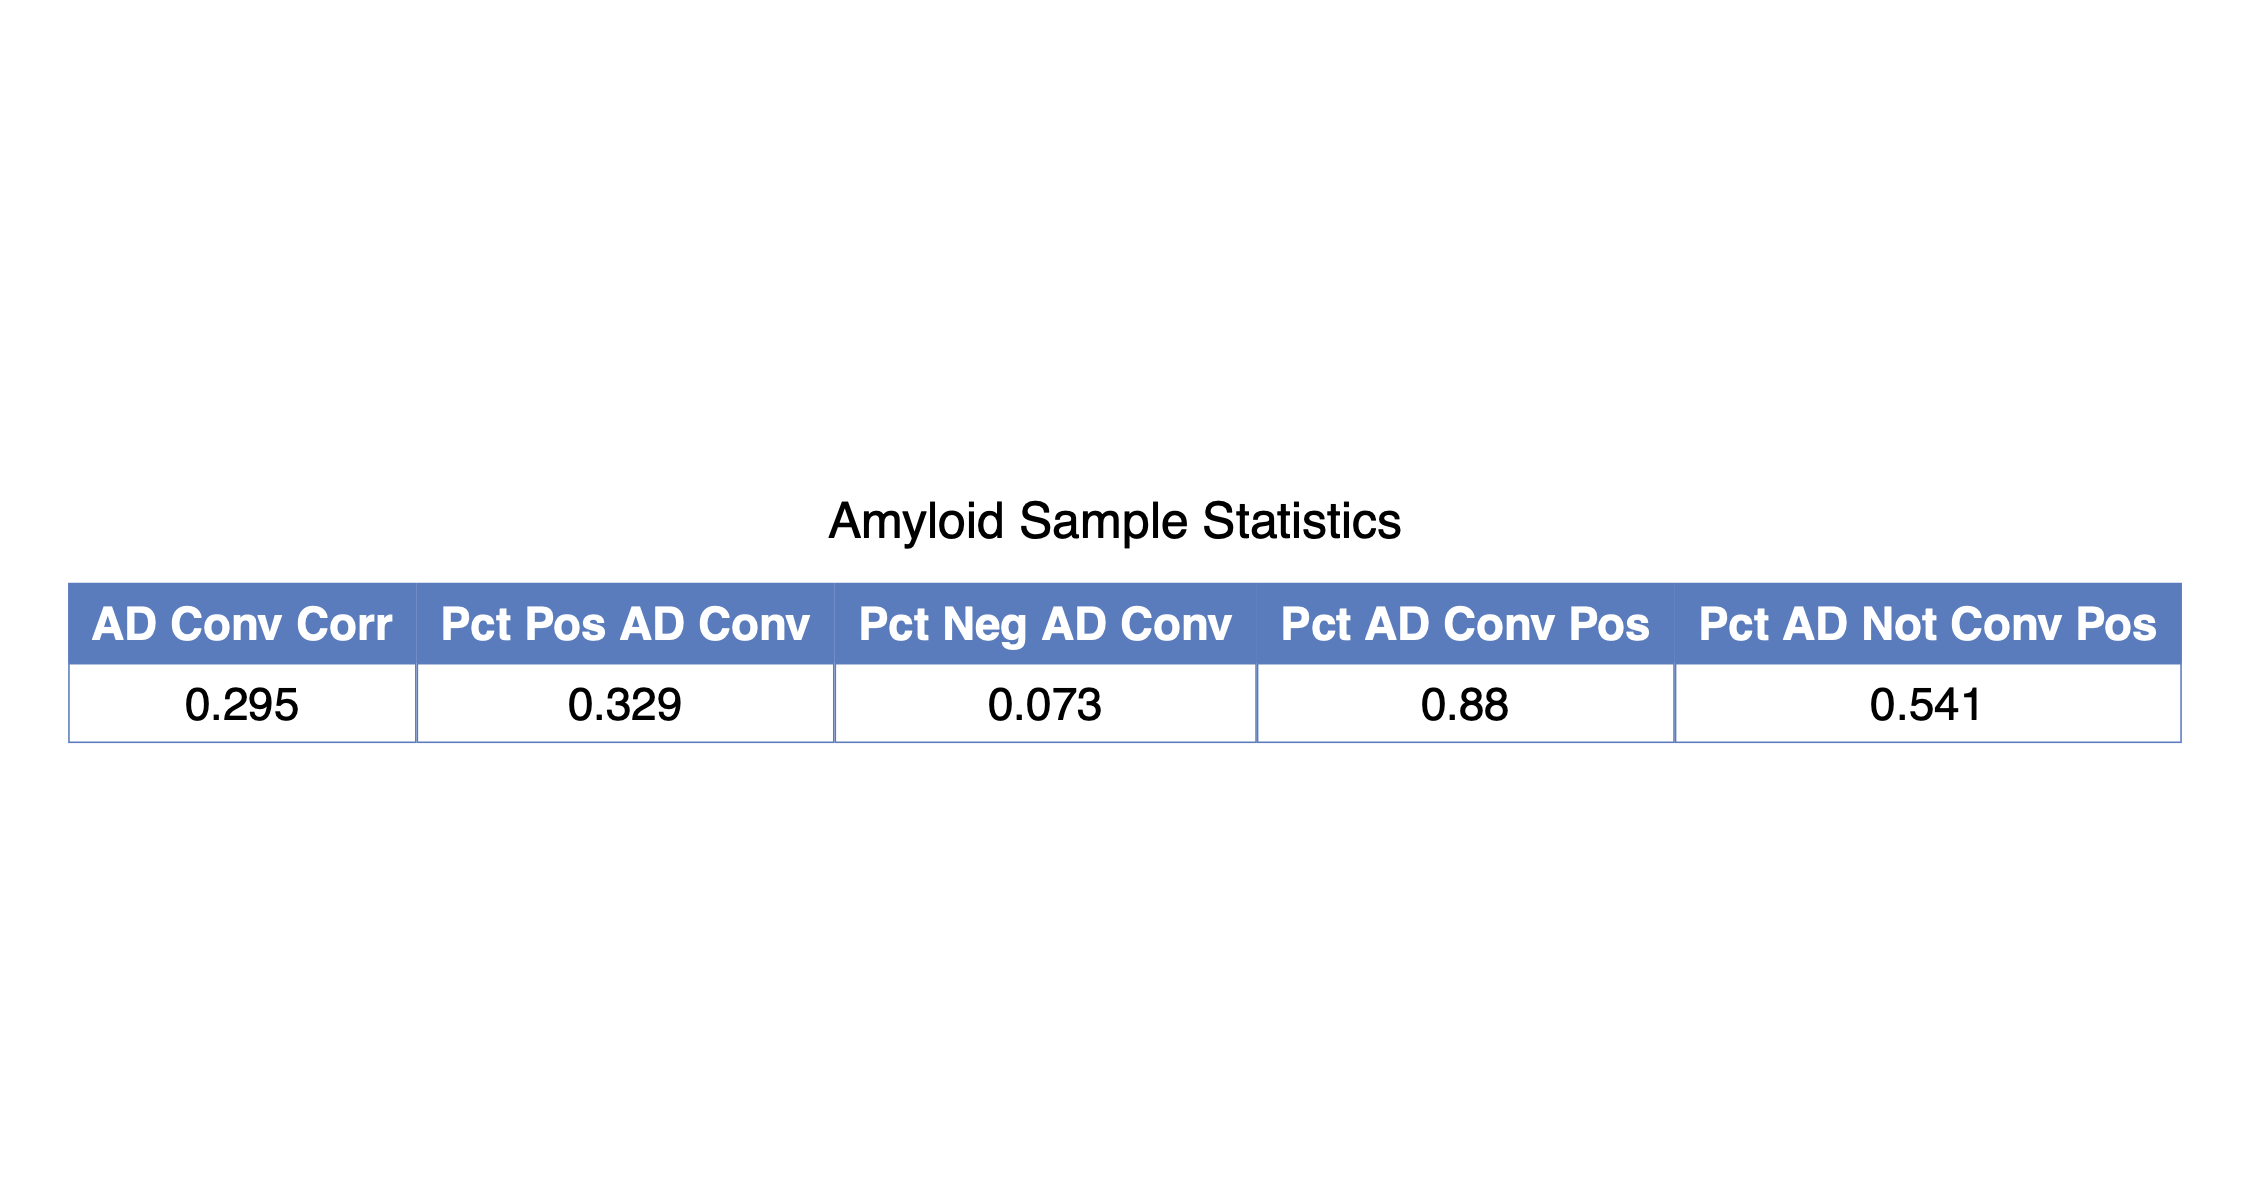 Amyloid Sample Statistics
AD Conv Corr Pct Pos AD Conv Pct Neg AD Conv Pct AD Conv Pos Pct AD Not Conv Pos
0.295 0.329 0.073 0.88 0.541